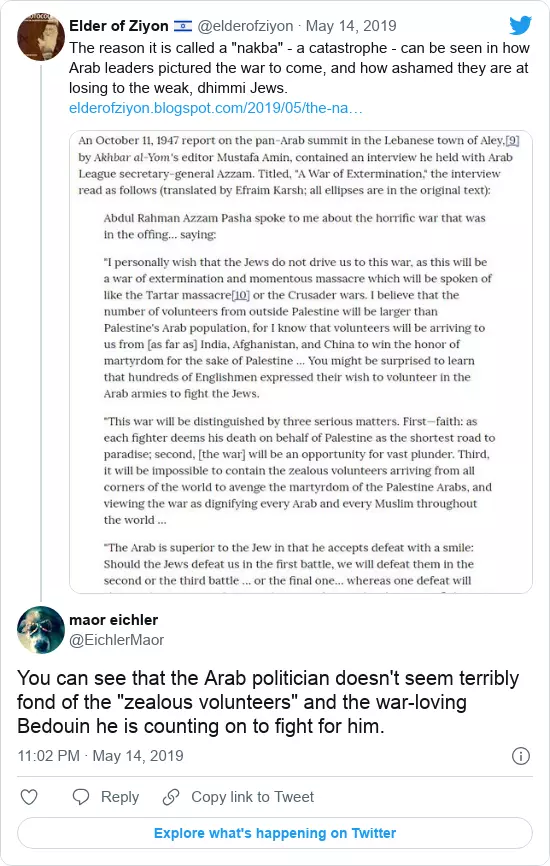 Elder of Ziyon 🇮🇱 @elderofziyon · May 14, 2019
The reason it is called a "nakba" - a catastrophe - can be seen in how
Arab leaders pictured the war to come, and how ashamed they are at
losing to the weak, dhimmi Jews.
elderofziyon.blogspot.com/2019/05/the-na…
An October 11, 1947 report on the pan-Arab summit in the Lebanese town of Aley,[9]
by Akhbar al-Yom's editor Mustafa Amin, contained an interview he held with Arab
League secretary-general Azzam. Titled, "A War of Extermination," the interview
read as follows (translated by Efraim Karsh; all ellipses are in the original text):
Abdul Rahman Azzam Pasha spoke to me about the horrific war that was
in the offing... saying:
"I personally wish that the Jews do not drive us to this war, as this will be
a war of extermination and momentous massacre which will be spoken of
like the Tartar massacre[10] or the Crusader wars. I believe that the
number of volunteers from outside Palestine will be larger than
Palestine's Arab population, for I know that volunteers will be arriving to
us from [as far as] India, Afghanistan, and China to win the honor of
martyrdom for the sake of Palestine ... You might be surprised to learn
that hundreds of Englishmen expressed their wish to volunteer in the
Arab armies to fight the Jews.
"This war will be distinguished by three serious matters. First—faith: as
each fighter deems his death on behalf of Palestine as the shortest road to
paradise; second, [the war] will be an opportunity for vast plunder. Third,
it will be impossible to contain the zealous volunteers arriving from all
corners of the world to avenge the martyrdom of the Palestine Arabs, and
viewing the war as dignifying every Arab and every Muslim throughout
the world ...
"The Arab is superior to the Jew in that he accepts defeat with a smile:
Should the Jews defeat us in the first battle, we will defeat them in the
second or the third battle ... or the final one... whereas one defeat will
maor eichler
@EichlerMaor
You can see that the Arab politician doesn't seem terribly
fond of the "zealous volunteers" and the war-loving
Bedouin he is counting on to fight for him.
11:02 PM · May 14, 2019
Reply
Copy link to Tweet
Explore what's happening on Twitter